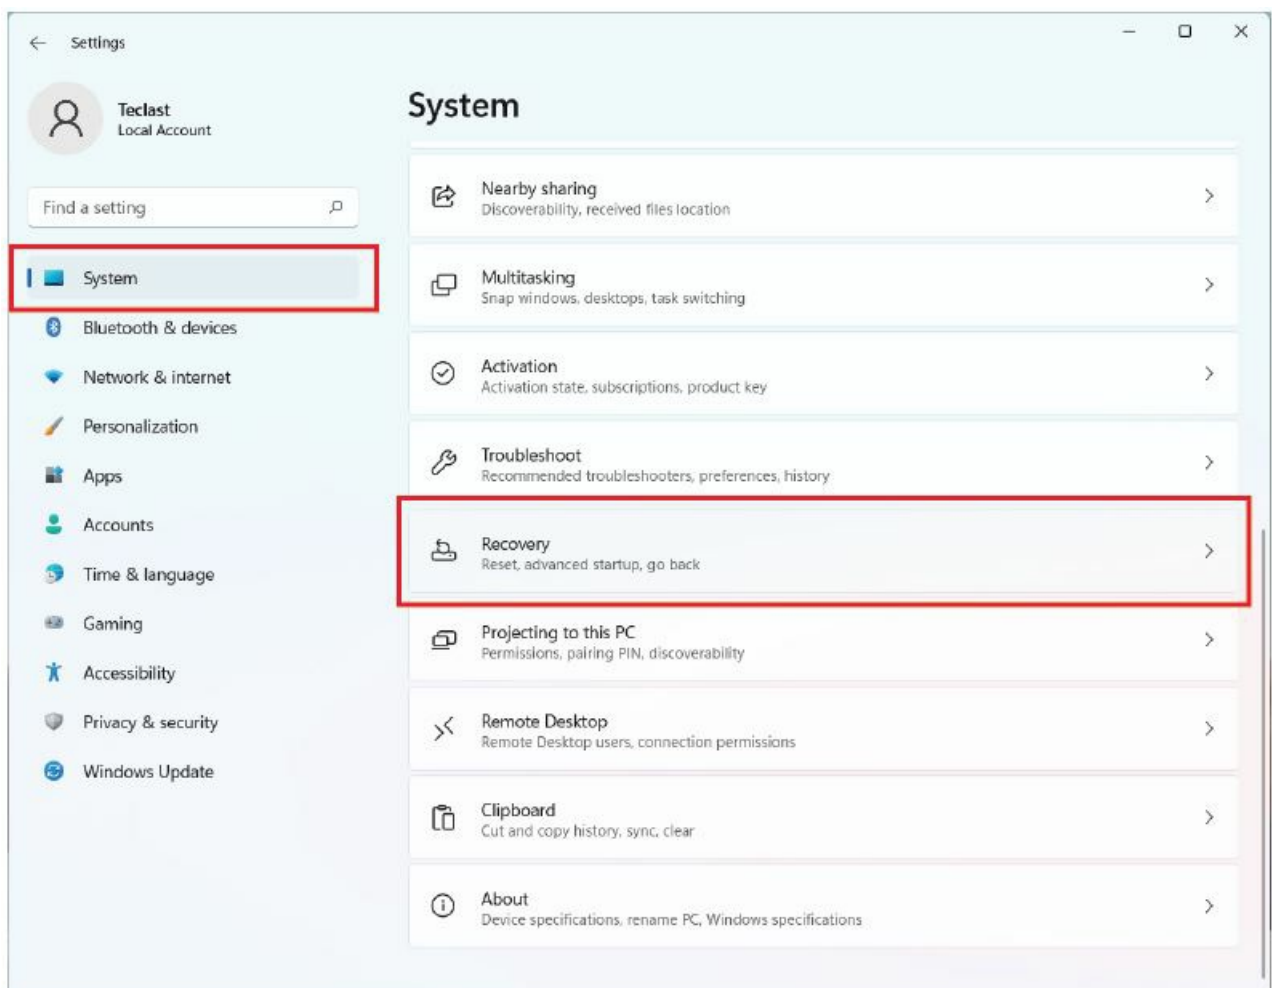 Settings
Teclast
Local Account
Find a setting
System
Bluetooth & devices
Network & internet
Personalization
Apps
Accounts
Time & language
Gaming
Accessibility
Privacy & security
Windows Update
System
Nearby sharing
Discoverability, received files location
Multitasking
Snap windows, desktops, task switching
Activation
Activation state, subscriptions, product key
Troubleshoot
Recommended troubleshooters, preferences, history
Recovery
Reset, advanced startup, go back
Projecting to this PC
Permissions, pairing PIN, discoverability
Remote Desktop
Remote Desktop users, connection permissions
Clipboard
Cut and copy history, sync, clear
About
Device specifications, rename PC, Windows specifications